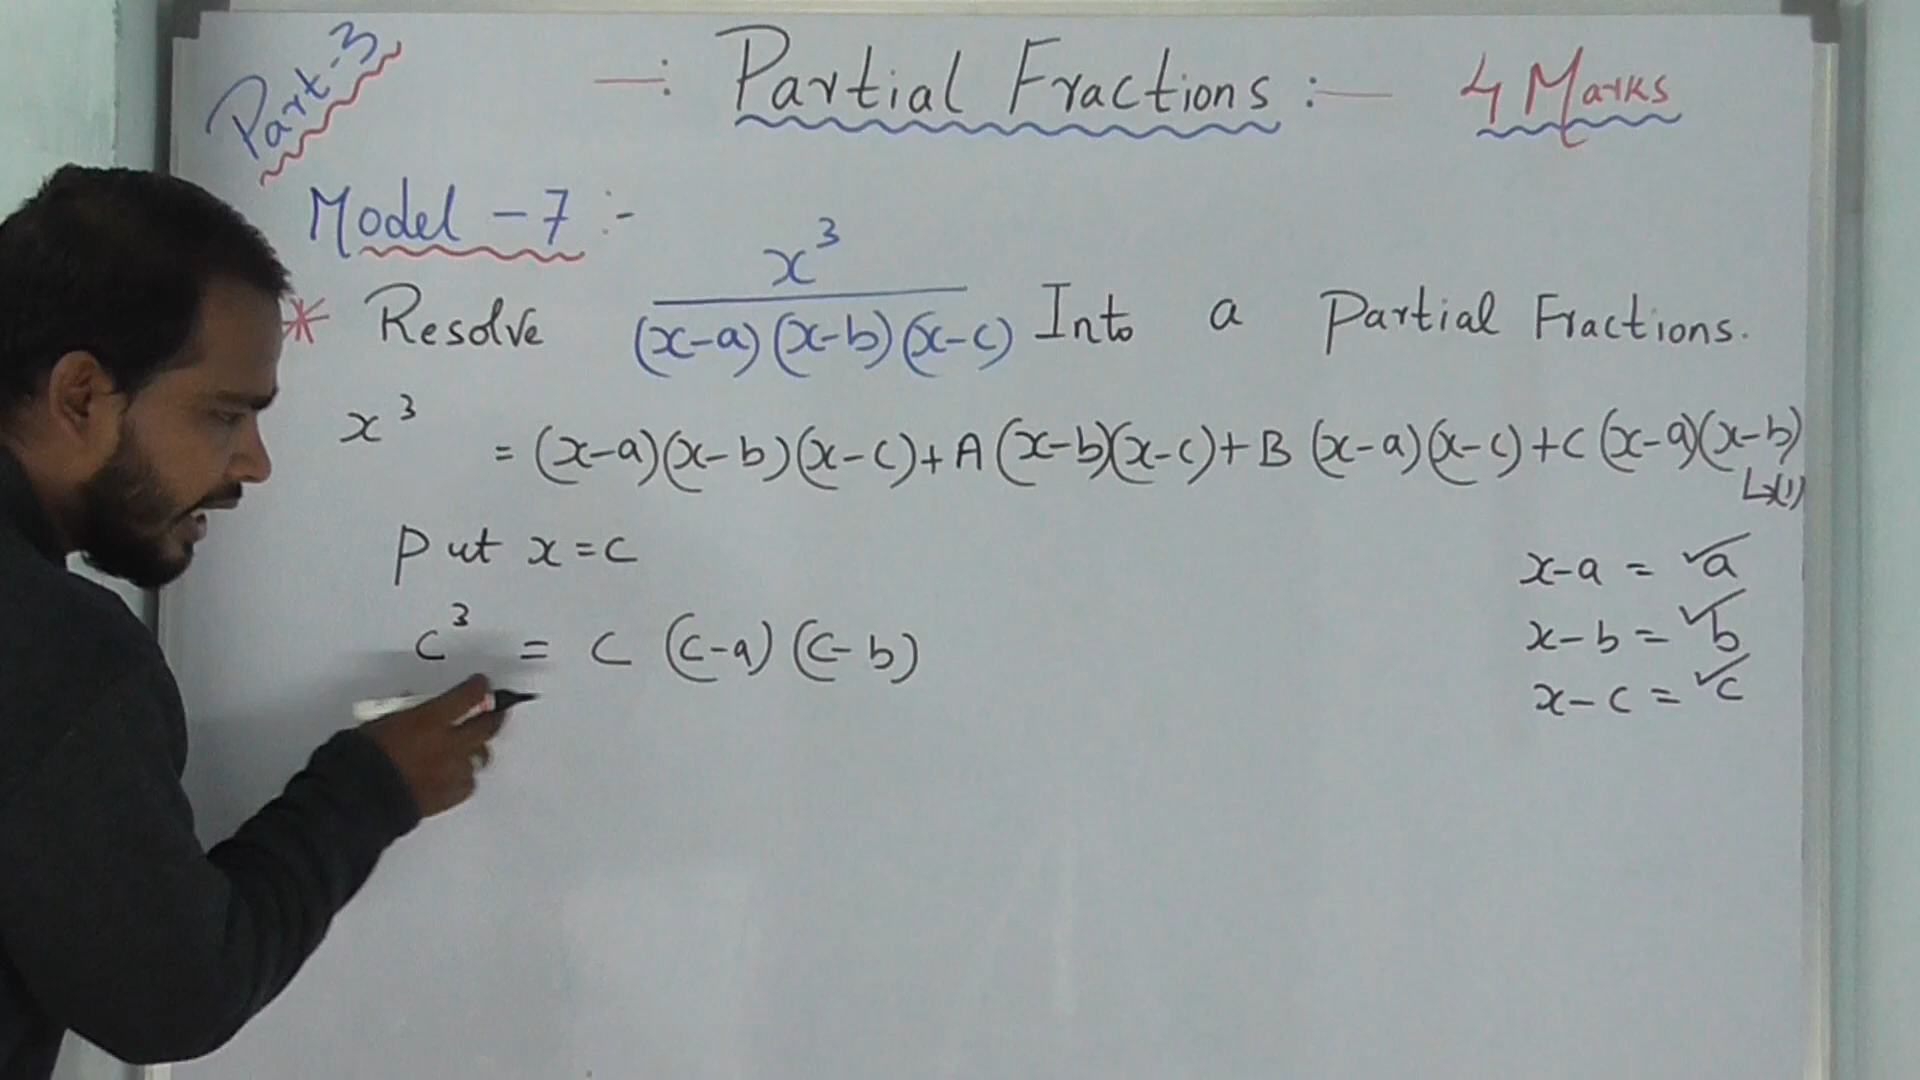 Part-3
—: Partial Fractions :— 4 Marks
Model -7 :-
* Resolve x³ / (x-a)(x-b)(x-c) Into a Partial Fractions.
x³ = (x-a)(x-b)(x-c)+A(x-b)(x-c)+B(x-a)(x-c)+C(x-a)(x-b)
↳(1)
Put x=c
c³ = C (c-a) (c-b)
x-a = ✓a
x-b = ✓b
x-c = ✓c